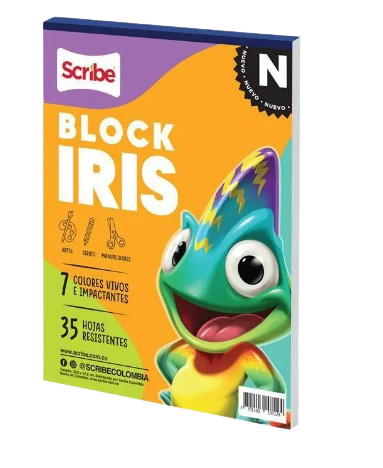 Scribe
NUEVO • NUEVO • NUEVO
N
BLOCK
IRIS
ARTES DIBUJO MANUALIDADES
7 COLORES VIVOS
E IMPACTANTES
35 HOJAS
RESISTENTES
www.scribe.com.co
@SCRIBECOLOMBIA